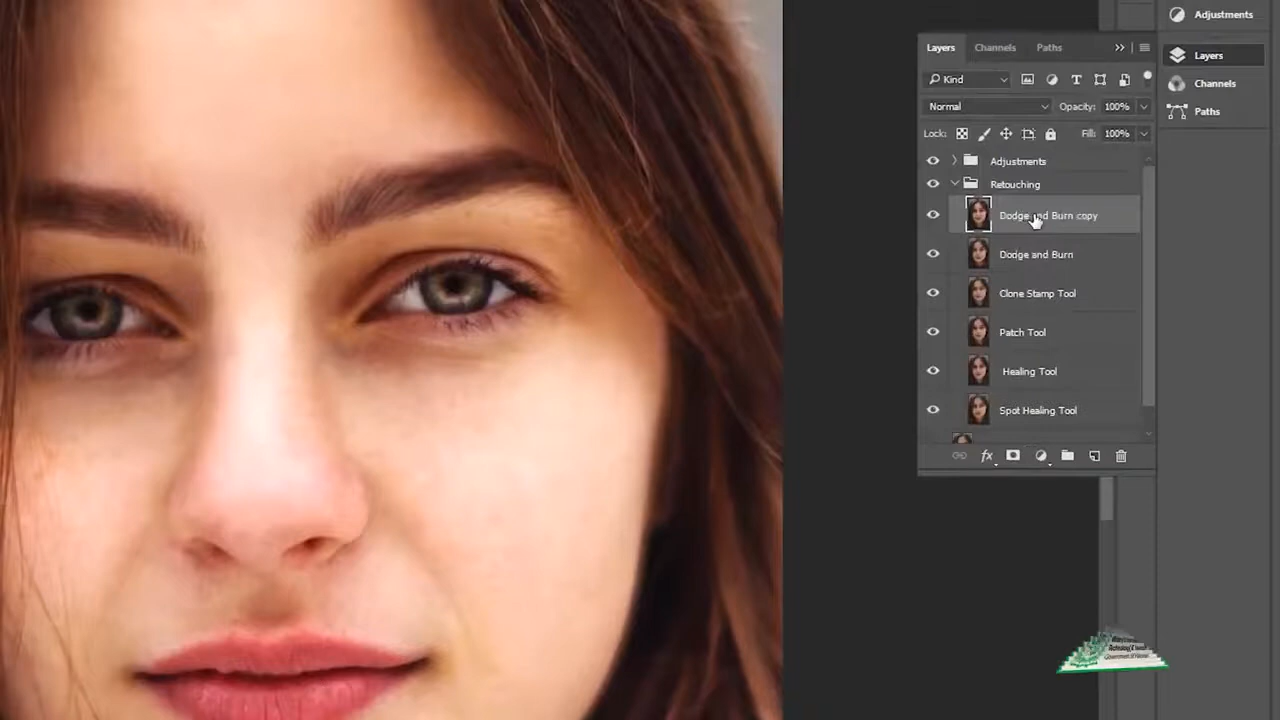 Adjustments
Layers
Channels
Paths
Layers Channels Paths
Kind
Normal Opacity: 100%
Lock: Fill: 100%
Adjustments
Retouching
Dodge and Burn copy
Dodge and Burn
Clone Stamp Tool
Patch Tool
Healing Tool
Spot Healing Tool
fx